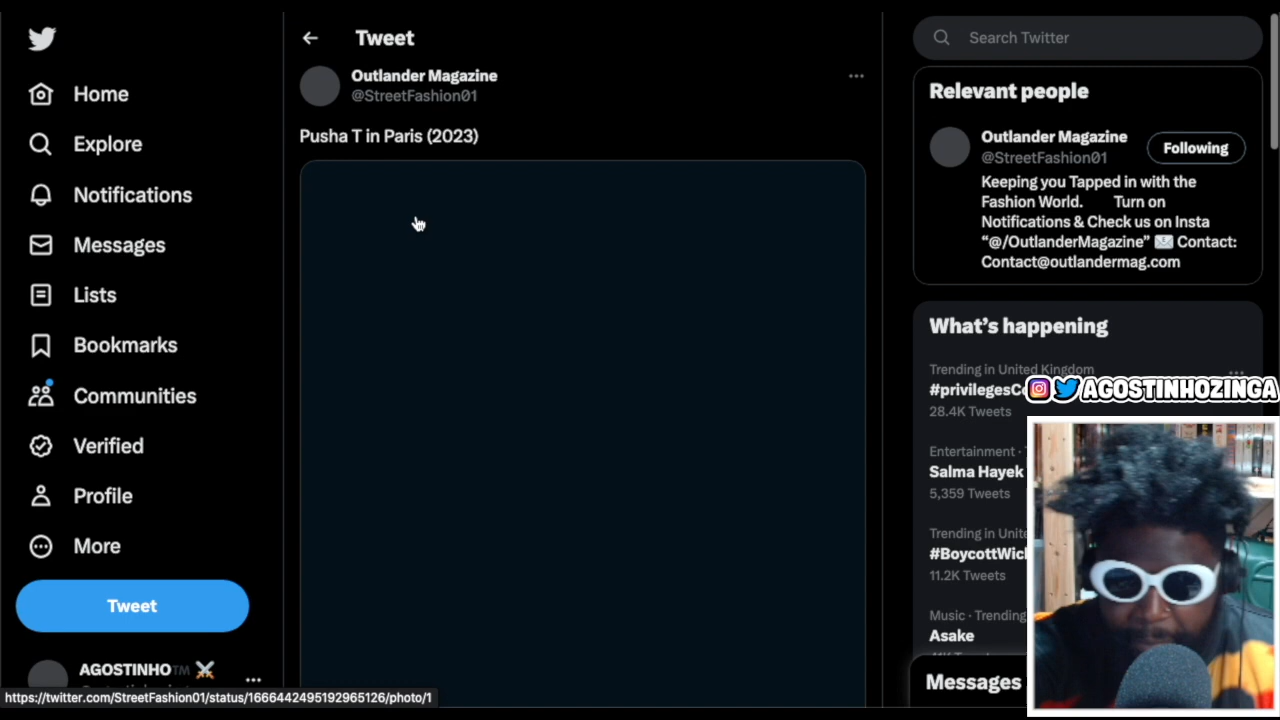 Home
Explore
Notifications
Messages
Lists
Bookmarks
Communities
Verified
Profile
More
Tweet
AGOSTINHO™ ⚔
https://twitter.com/StreetFashion01/status/1666442495192965126/photo/1
Tweet
Outlander Magazine
@StreetFashion01
Pusha T in Paris (2023)
Search Twitter
Relevant people
Outlander Magazine
@StreetFashion01
Following
Keeping you Tapped in with the
Fashion World. Turn on
Notifications & Check us on Insta
“@/OutlanderMagazine” ✉️ Contact:
Contact@outlandermag.com
What’s happening
Trending in United Kingdom
28.4K Tweets
Entertainment ·
Salma Hayek
5,359 Tweets
Trending in
11.2K Tweets
Music · Trending
Asake
Messages
AGOSTINHOZINGA